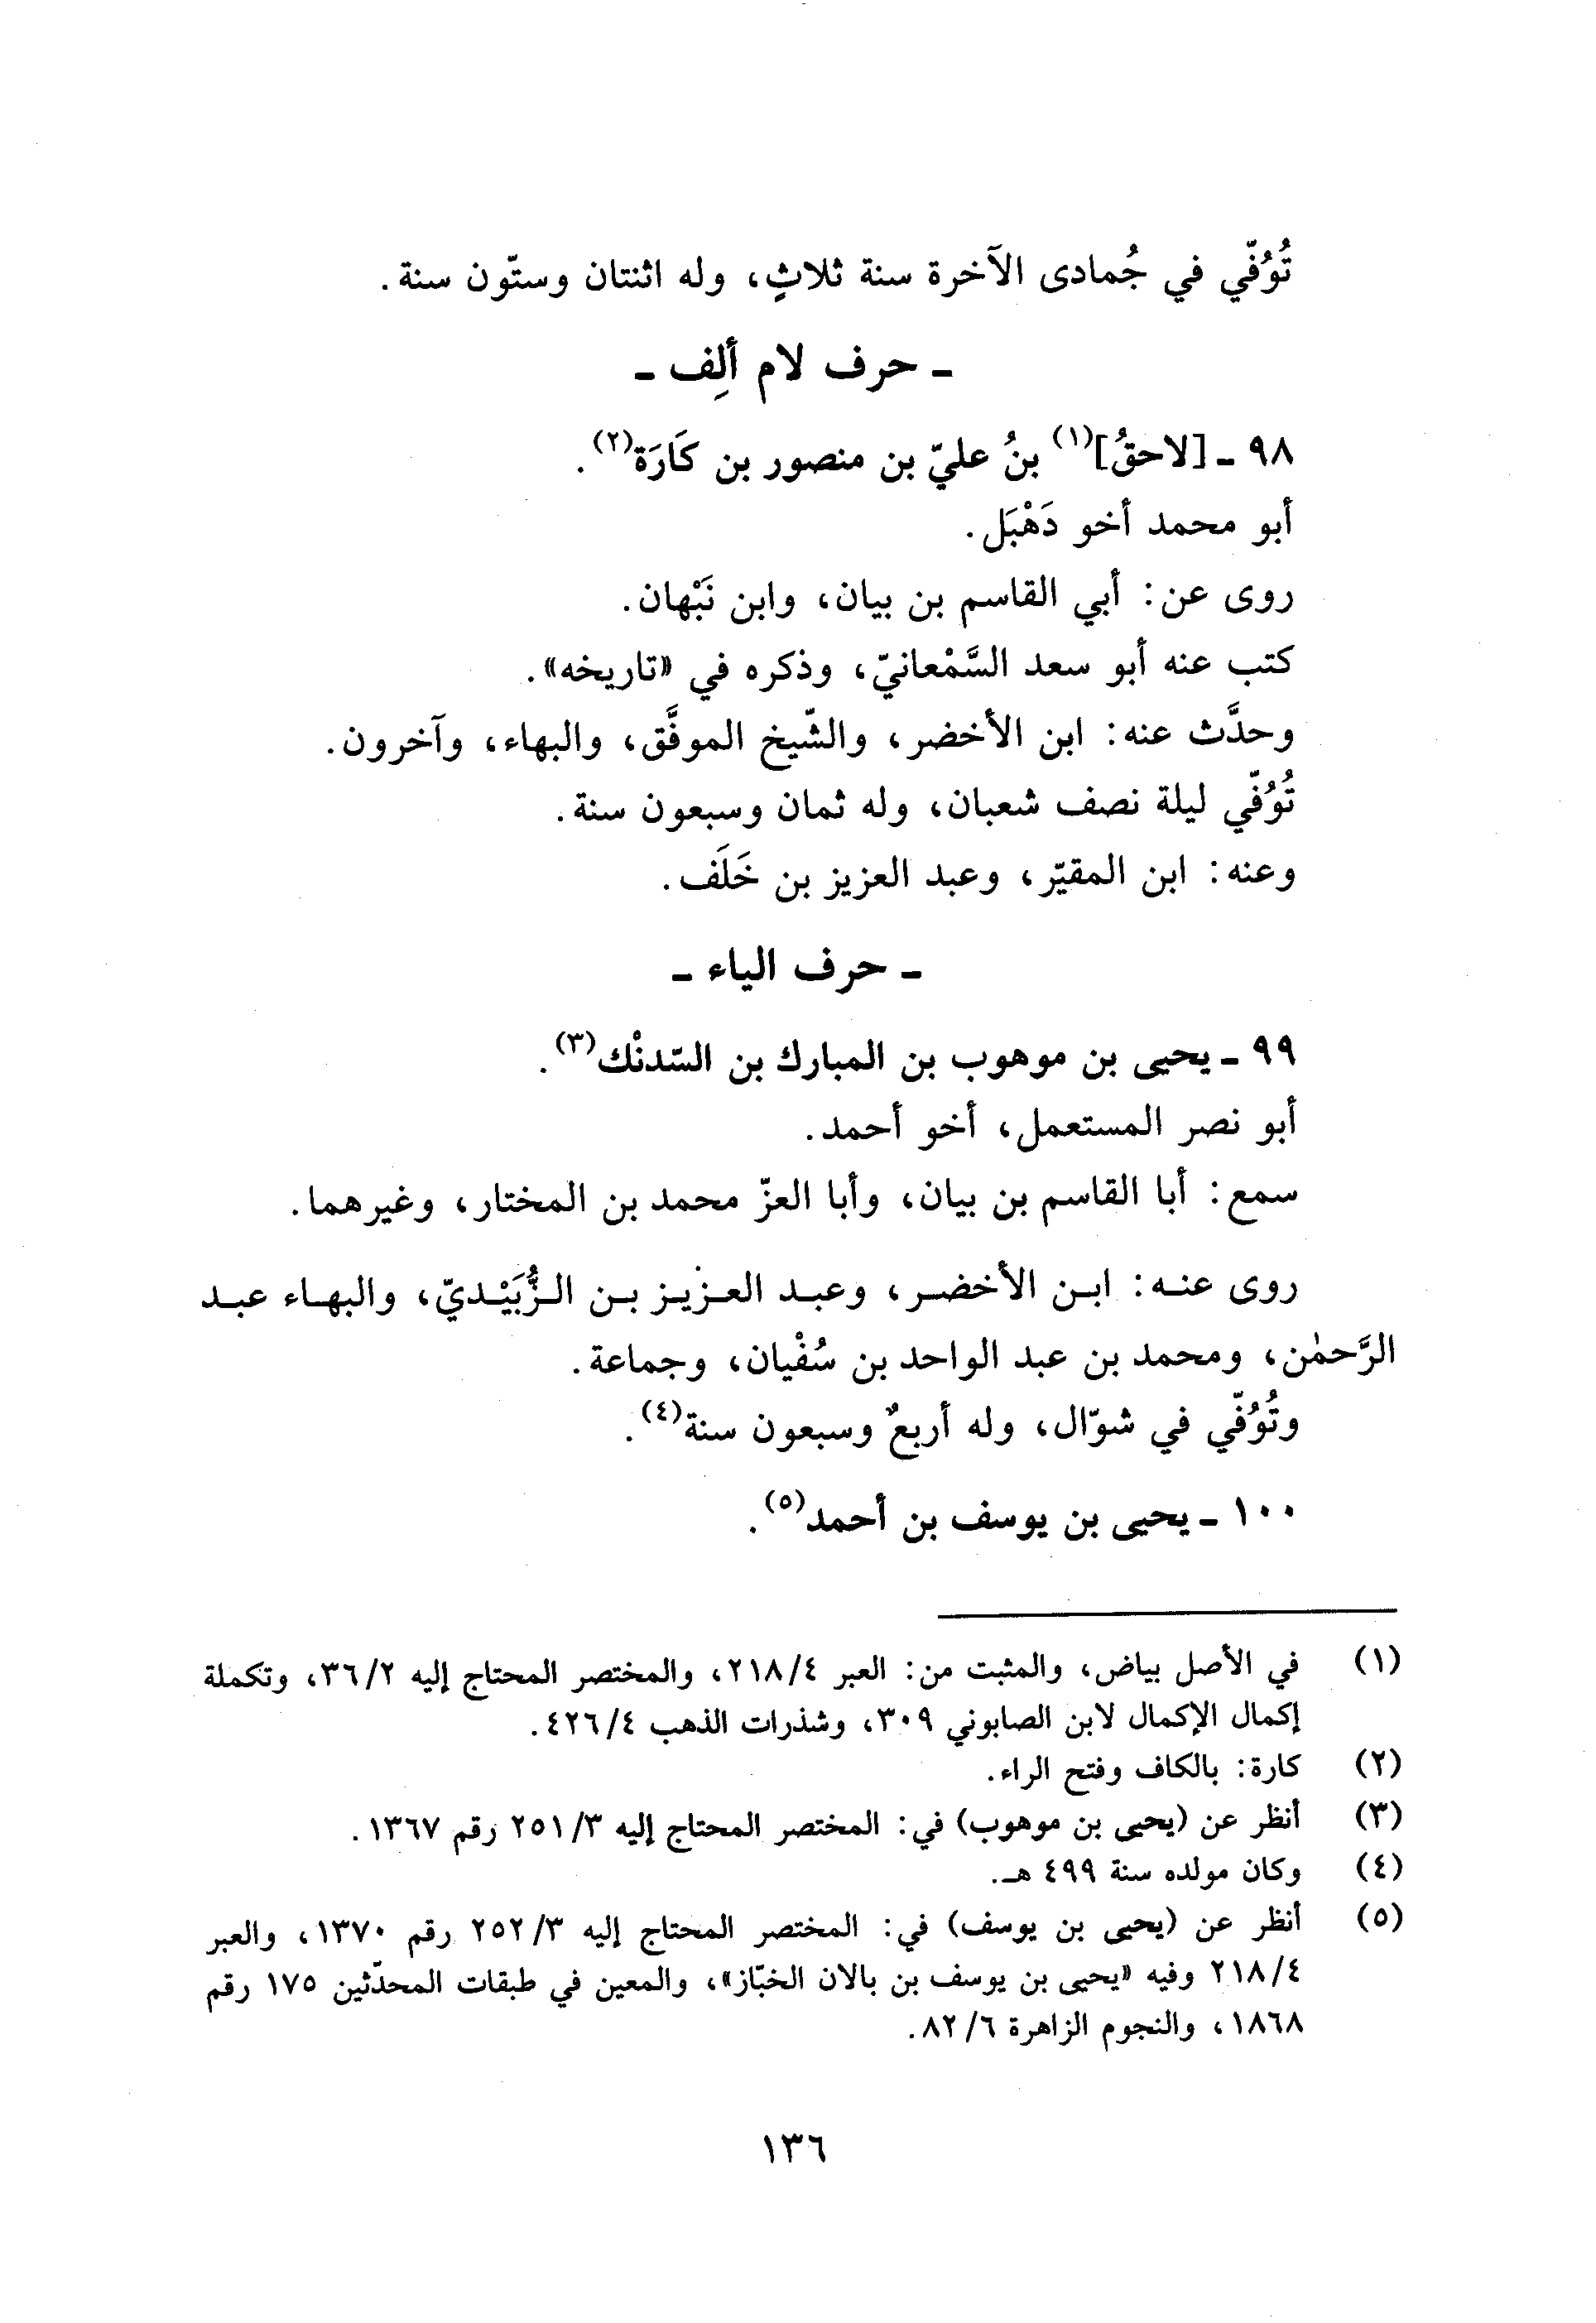 تُوُفّي في جُمادى الآخرة سنة ثلاثٍ، وله اثنتان وستّون سنة.
ـ حرف لام ألِف ـ
٩٨ ـ [لاحقُ](١) بنُ عليّ بن منصور بن كَارَة(٢).
أبو محمد أخو دَهْبَل.
روى عن: أبي القاسم بن بيان، وابن نَبْهان.
كتب عنه أبو سعد السَّمْعانيّ، وذكره في «تاريخه».
وحدَّث عنه: ابن الأخضر، والشّيخ الموفَّق، والبهاء، وآخرون.
تُوُفّي ليلة نصف شعبان، وله ثمان وسبعون سنة.
وعنه: ابن المقيّر، وعبد العزيز بن خَلَف.
ـ حرف الياء ـ
٩٩ ـ يحيى بن موهوب بن المبارك بن السّدنْك(٣).
أبو نصر المستعمل، أخو أحمد.
سمع: أبا القاسم بن بيان، وأبا العزّ محمد بن المختار، وغيرهما.
روى عنه: ابن الأخضر، وعبد العزيز بن الزُّبَيْديّ، والبهاء عبد
الرَّحمٰن، ومحمد بن عبد الواحد بن سُفْيان، وجماعة.
وتُوُفّي في شوّال، وله أربعٌ وسبعون سنة(٤).
١٠٠ ـ يحيى بن يوسف بن أحمد(٥).
(١) في الأصل بياض، والمثبت من: العبر ٢١٨/٤، والمختصر المحتاج إليه ٣٦/٢، وتكملة
إكمال الإكمال لابن الصابوني ٣٠٩، وشذرات الذهب ٤٢٦/٤.
(٢) كارة: بالكاف وفتح الراء.
(٣) أنظر عن (يحيى بن موهوب) في: المختصر المحتاج إليه ٢٥١/٣ رقم ١٣٦٧.
(٤) وكان مولده سنة ٤٩٩ هـ.
(٥) أنظر عن (يحيى بن يوسف) في: المختصر المحتاج إليه ٢٥٢/٣ رقم ١٣٧٠، والعبر
٢١٨/٤ وفيه «يحيى بن يوسف بن بالان الخبّاز»، والمعين في طبقات المحدّثين ١٧٥ رقم
١٨٦٨، والنجوم الزاهرة ٨٢/٦.
١٣٦